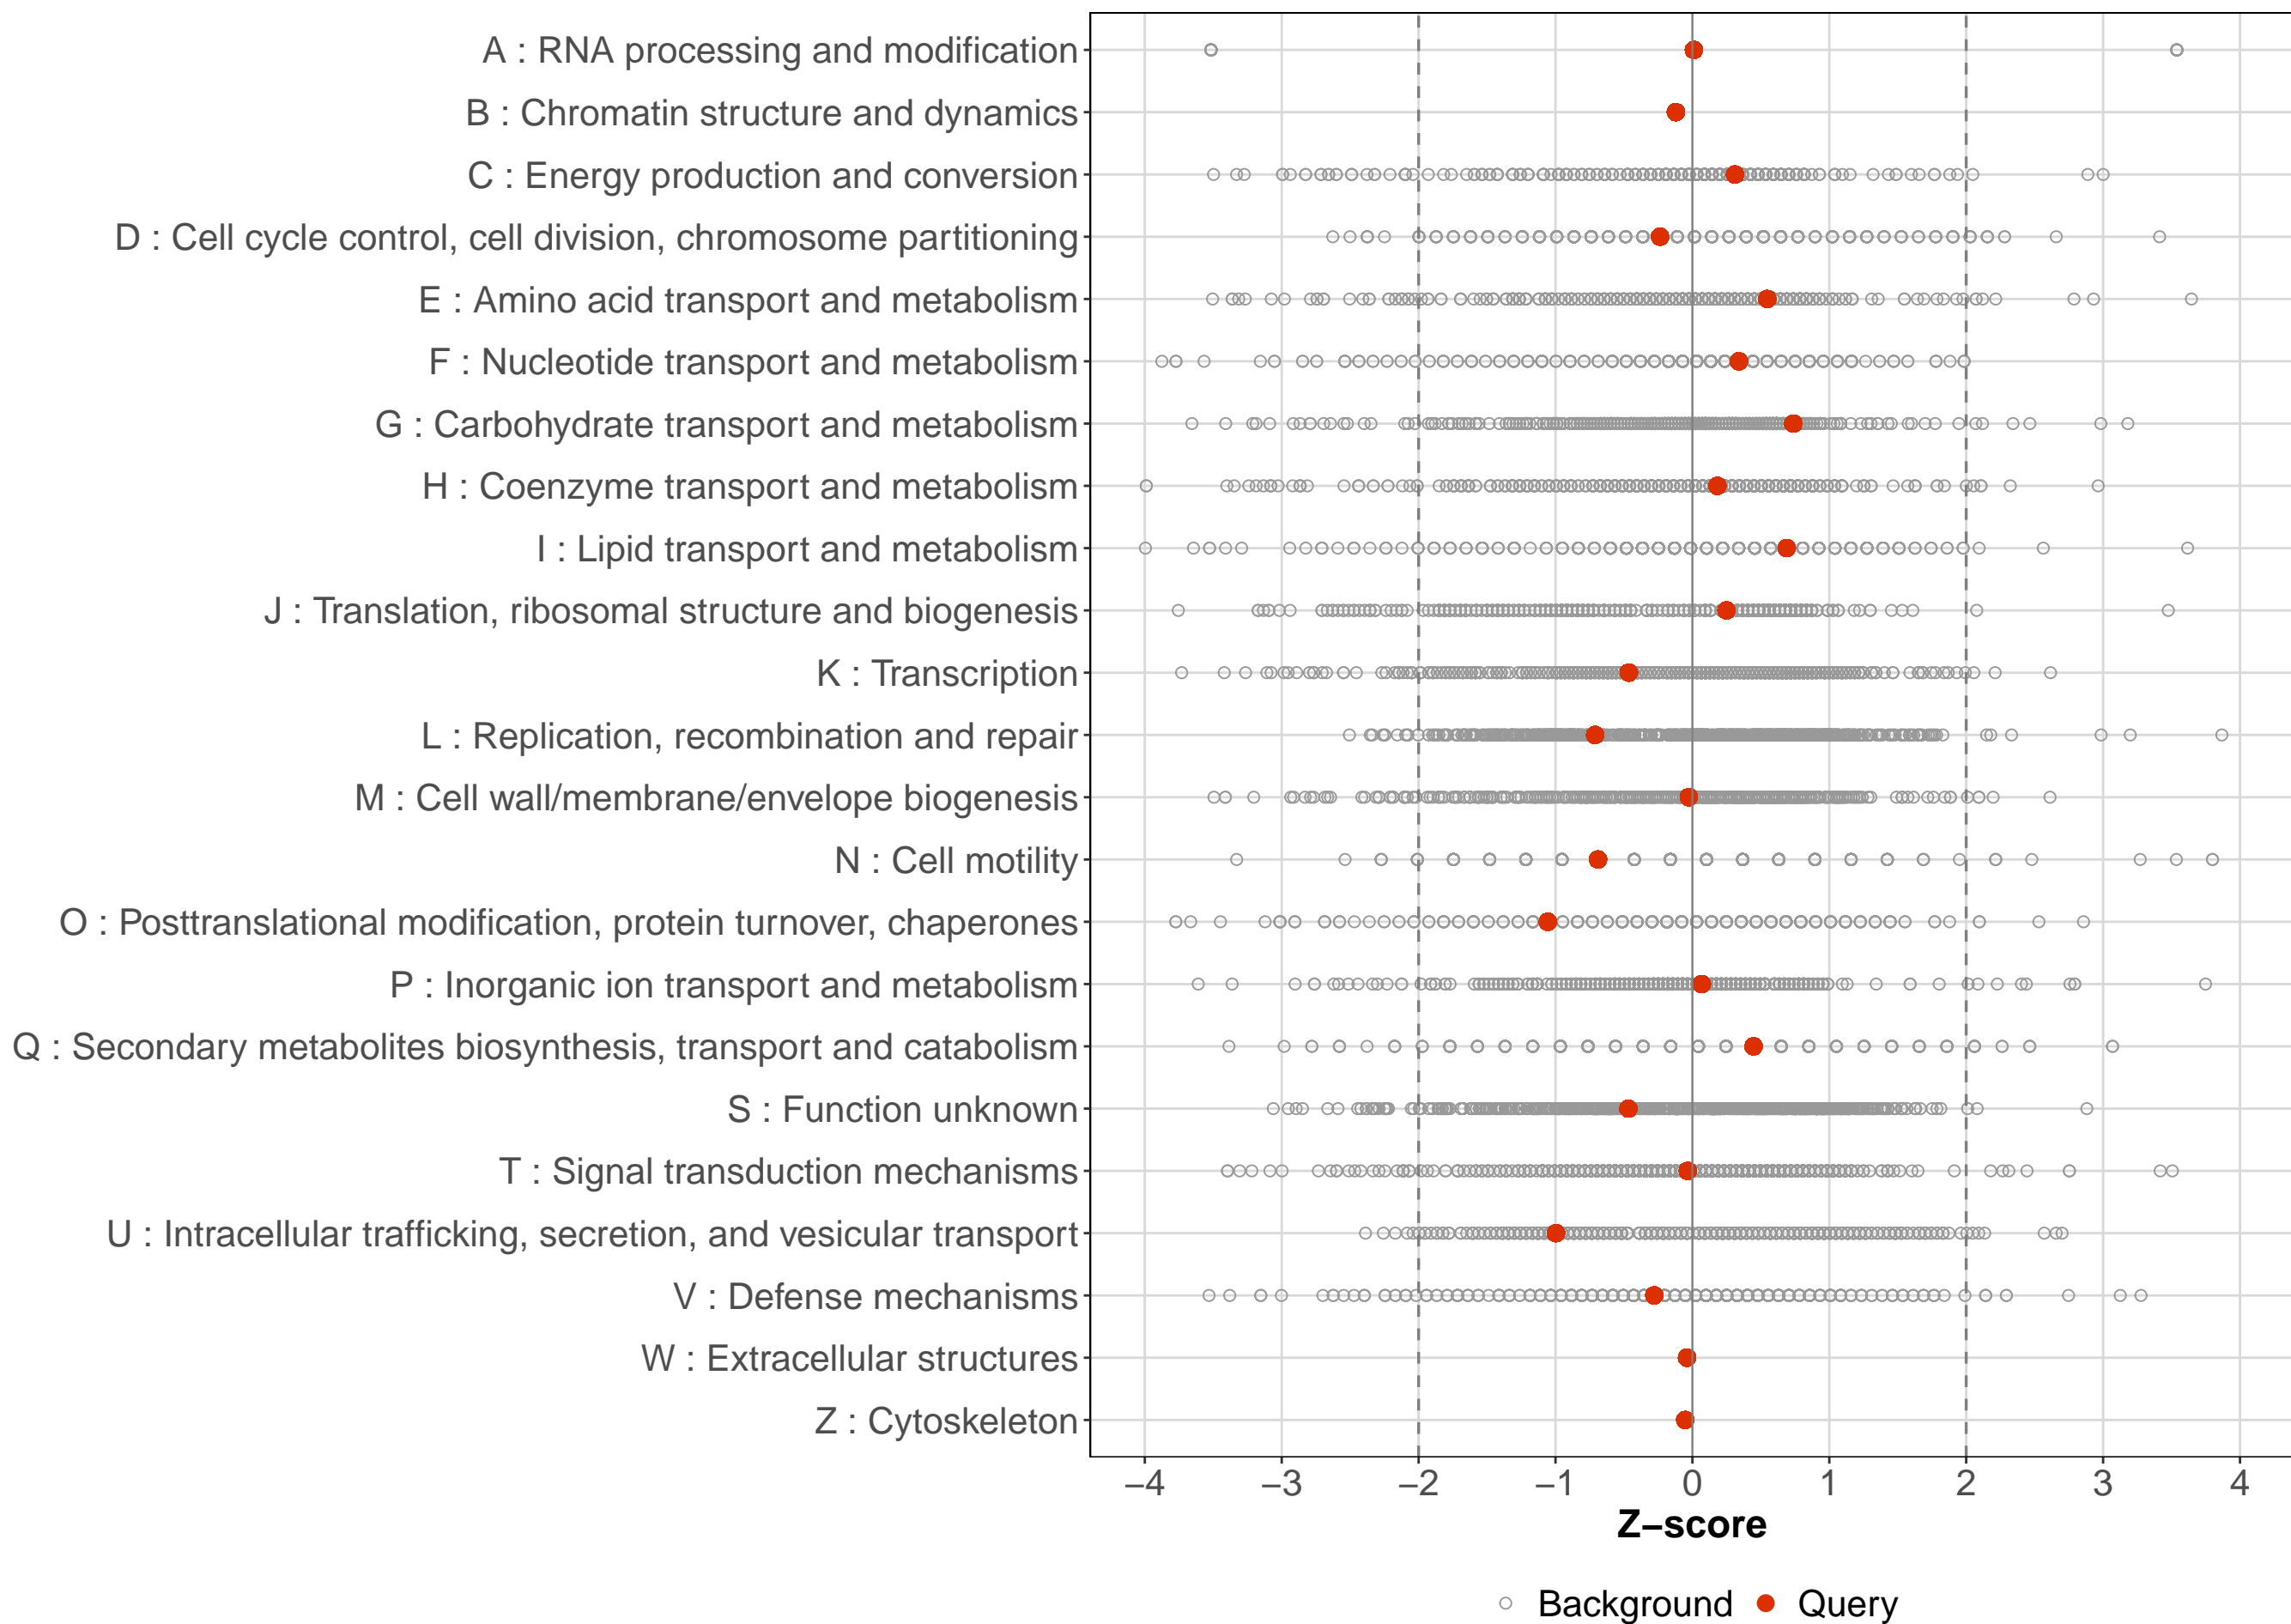 A : RNA processing and modification
B : Chromatin structure and dynamics
C : Energy production and conversion
D : Cell cycle control, cell division, chromosome partitioning
E : Amino acid transport and metabolism
F : Nucleotide transport and metabolism
G : Carbohydrate transport and metabolism
H : Coenzyme transport and metabolism
I : Lipid transport and metabolism
J : Translation, ribosomal structure and biogenesis
K : Transcription
L : Replication, recombination and repair
M : Cell wall/membrane/envelope biogenesis
N : Cell motility
O : Posttranslational modification, protein turnover, chaperones
P : Inorganic ion transport and metabolism
Q : Secondary metabolites biosynthesis, transport and catabolism
S : Function unknown
T : Signal transduction mechanisms
U : Intracellular trafficking, secretion, and vesicular transport
V : Defense mechanisms
W : Extracellular structures
Z : Cytoskeleton
−4 −3 −2 −1 0 1 2 3 4
Z−score
Background Query